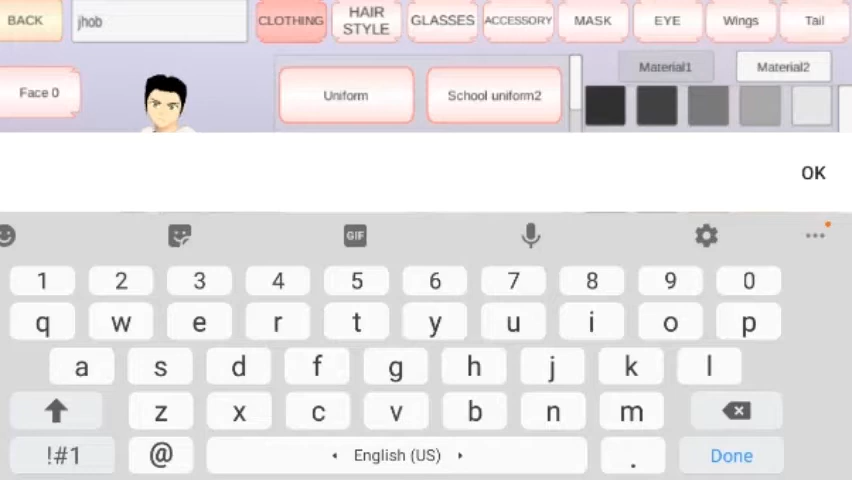 BACK jhob CLOTHING HAIR STYLE GLASSES ACCESSORY MASK EYE Wings Tail
Material1 Material2
Face 0 Uniform School uniform2
OK
GIF
1 2 3 4 5 6 7 8 9 0
q w e r t y u i o p
a s d f g h j k l
z x c v b n m
!#1 @ English (US) . Done